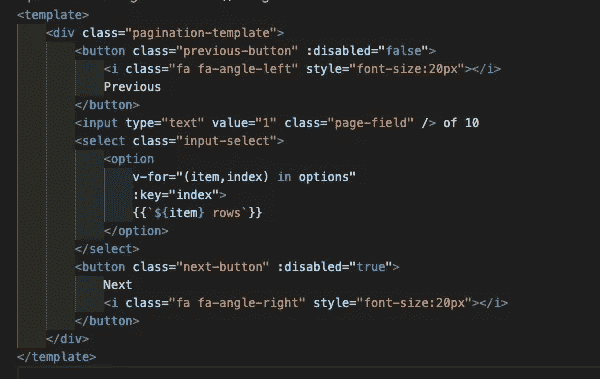 <template>
    <div class="pagination-template">
        <button class="previous-button" :disabled="false">
            <i class="fa fa-angle-left" style="font-size:20px"></i>
            Previous
        </button>
        <input type="text" value="1" class="page-field" /> of 10
        <select class="input-select">
            <option
                v-for="(item,index) in options"
                :key="index">
                {{`${item} rows`}}
            </option>
        </select>
        <button class="next-button" :disabled="true">
            Next
            <i class="fa fa-angle-right" style="font-size:20px"></i>
        </button>
    </div>
</template>